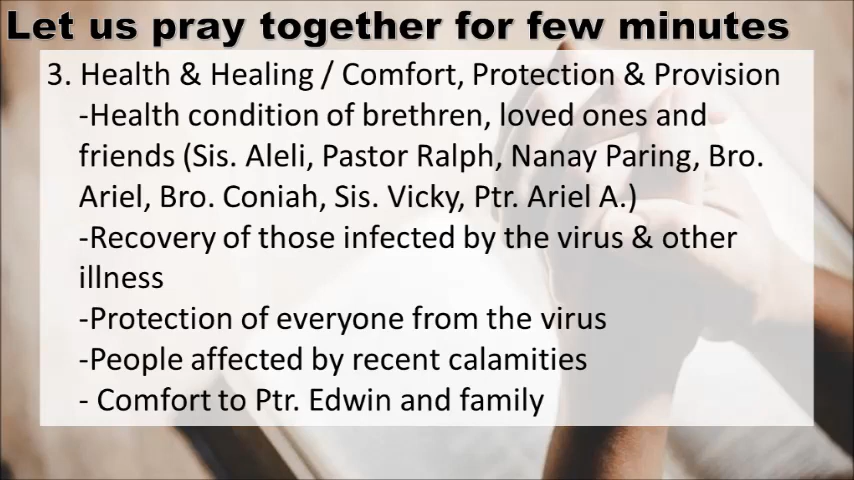 Let us pray together for few minutes
3. Health & Healing / Comfort, Protection & Provision
-Health condition of brethren, loved ones and
friends (Sis. Aleli, Pastor Ralph, Nanay Paring, Bro.
Ariel, Bro. Coniah, Sis. Vicky, Ptr. Ariel A.)
-Recovery of those infected by the virus & other
illness
-Protection of everyone from the virus
-People affected by recent calamities
- Comfort to Ptr. Edwin and family